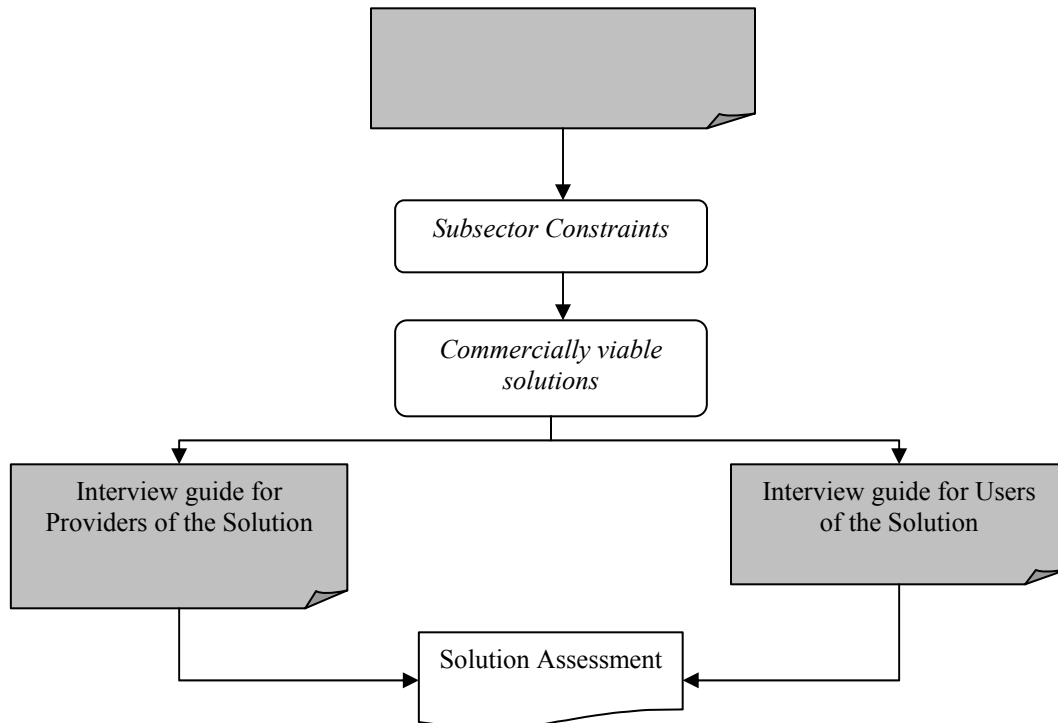 Subsector Constraints
Commercially viable
solutions
Interview guide for
Providers of the Solution
Interview guide for Users
of the Solution
Solution Assessment